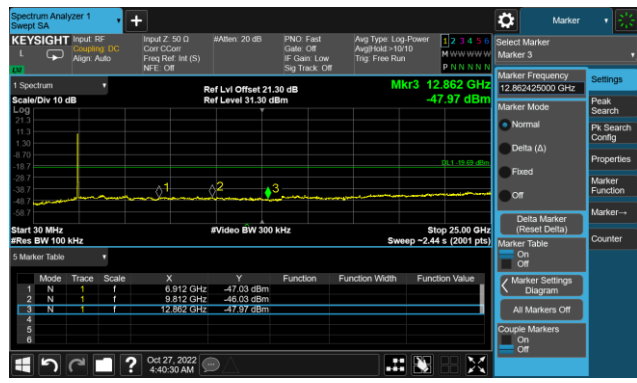 Spectrum Analyzer 1
Swept SA
Marker
KEYSIGHT Input: RF Input Z: 50 Ω #Atten: 20 dB PNO: Fast Avg Type: Log-Power 1 2 3 4 5 6
L Coupling: DC Corr CCorr Gate: Off Avg|Hold:>10/10 M W W W W W
Align: Auto Freq Ref: Int (S) IF Gain: Low Trig: Free Run P N N N N N
NFE: Off Sig Track: Off
LW
Select Marker
Marker 3
1 Spectrum
Ref Lvl Offset 21.30 dB
Mkr3 12.862 GHz
Scale/Div 10 dB
Ref Level 31.30 dBm
-47.97 dBm
Log
21.3
11.3
1.30
-8.70
-18.7
-28.7
-38.7
-48.7
-58.7
DL1 -19.69 dBm
1
2
3
Start 30 MHz
#Video BW 300 kHz
Stop 25.00 GHz
#Res BW 100 kHz
Sweep ~2.44 s (2001 pts)
5 Marker Table
Mode Trace Scale X Y Function Function Width Function Value
1 N 1 f 6.912 GHz -47.03 dBm
2 N 1 f 9.812 GHz -46.03 dBm
3 N 1 f 12.862 GHz -47.97 dBm
4
5
6
Marker Frequency
12.862425000 GHz
Marker Mode
Normal
Delta (Δ)
Fixed
Off
Delta Marker
(Reset Delta)
Marker Table
On
Off
Marker Settings
Diagram
All Markers Off
Couple Markers
On
Off
Settings
Peak
Search
Pk Search
Config
Properties
Marker
Function
Marker→
Counter
?
Oct 27, 2022
4:40:30 AM